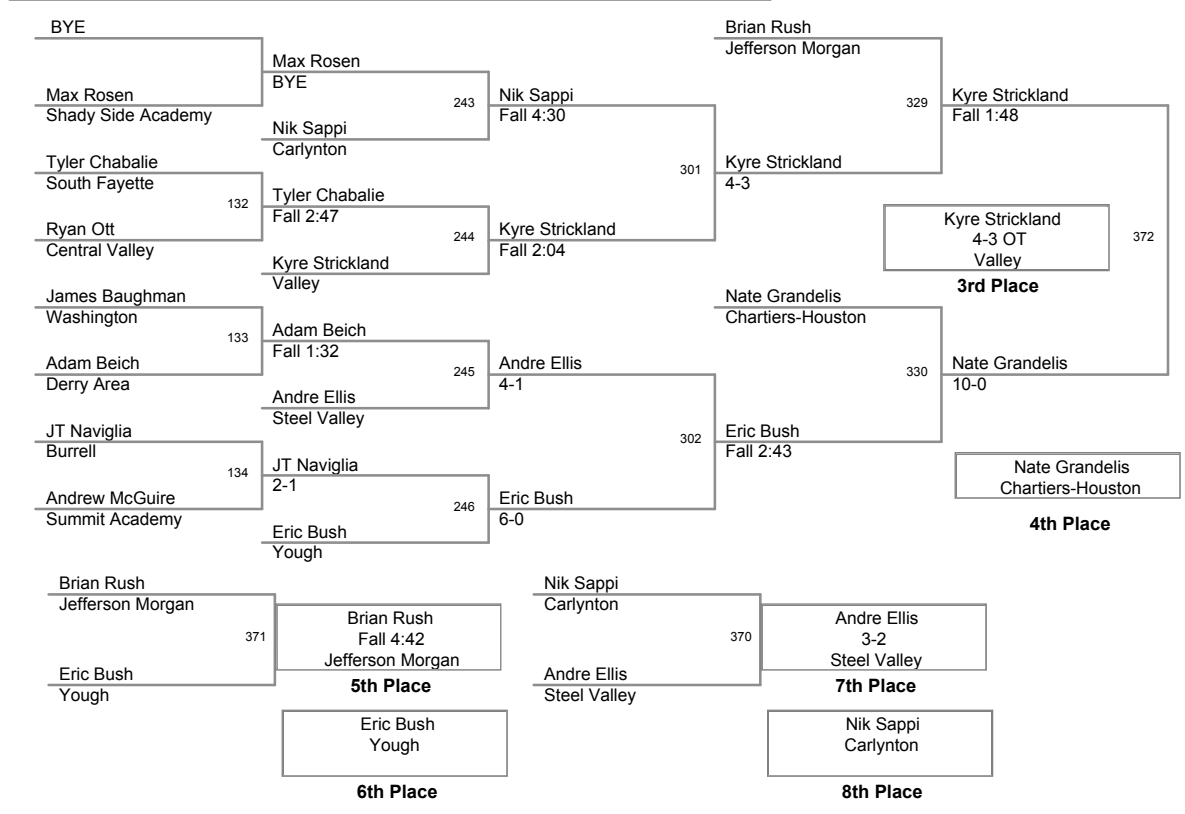 BYE
Max Rosen
Shady Side Academy
Tyler Chabalie
South Fayette
132
Ryan Ott
Central Valley
James Baughman
Washington
133
Adam Beich
Derry Area
JT Naviglia
Burrell
134
Andrew McGuire
Summit Academy
Max Rosen
BYE
243
Nik Sappi
Carlynton
Tyler Chabalie
Fall 2:47
244
Kyre Strickland
Valley
Adam Beich
Fall 1:32
245
Andre Ellis
Steel Valley
JT Naviglia
2-1
246
Eric Bush
Yough
Nik Sappi
Fall 4:30
301
Kyre Strickland
Fall 2:04
Andre Ellis
4-1
302
Eric Bush
6-0
Brian Rush
Jefferson Morgan
329
Kyre Strickland
4-3
Nate Grandelis
Chartiers-Houston
330
Eric Bush
Fall 2:43
Kyre Strickland
Fall 1:48
372
Nate Grandelis
10-0
Kyre Strickland
4-3 OT
Valley
3rd Place
Nate Grandelis
Chartiers-Houston
4th Place
Brian Rush
Jefferson Morgan
371
Eric Bush
Yough
Brian Rush
Fall 4:42
Jefferson Morgan
5th Place
Eric Bush
Yough
6th Place
Nik Sappi
Carlynton
370
Andre Ellis
Steel Valley
Andre Ellis
3-2
Steel Valley
7th Place
Nik Sappi
Carlynton
8th Place